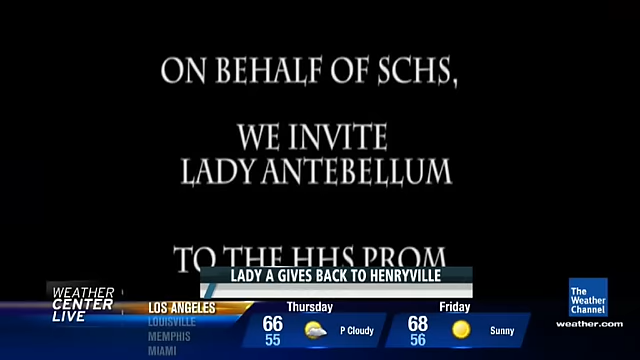 ON BEHALF OF SCHS,
WE INVITE
LADY ANTEBELLUM
TO THE HHS PROM
LADY A GIVES BACK TO HENRYVILLE
WEATHER
CENTER
LIVE
LOS ANGELES
LOUISVILLE
MEMPHIS
MIAMI
Thursday
66
55
P Cloudy
Friday
68
56
Sunny
The
Weather
Channel
weather.com